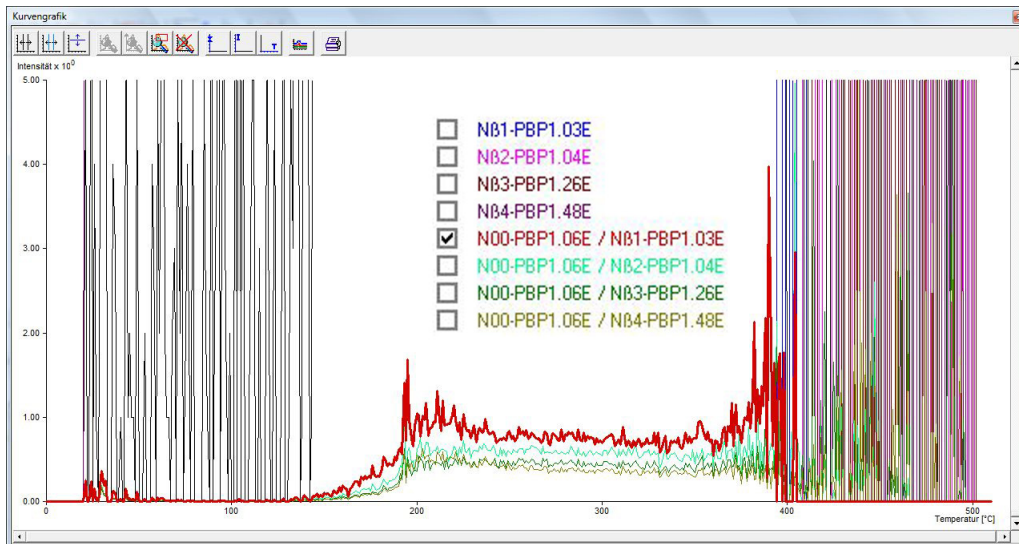 Kurvengrafik
Intensität x 10⁰
5.00
Nß1-PBP1.03E
Nß2-PBP1.04E
4.00
Nß3-PBP1.26E
Nß4-PBP1.48E
3.00
N00-PBP1.06E / Nß1-PBP1.03E
N00-PBP1.06E / Nß2-PBP1.04E
N00-PBP1.06E / Nß3-PBP1.26E
N00-PBP1.06E / Nß4-PBP1.48E
2.00
1.00
0.00
0 100 200 300 400 500
Temperatur [°C]